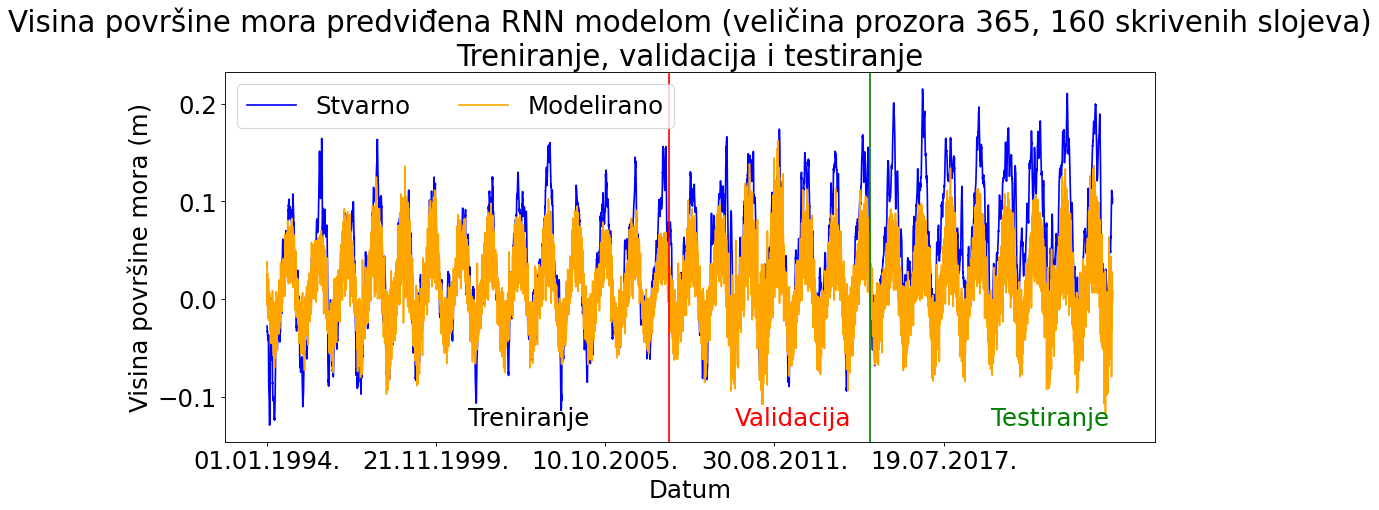 Visina površine mora predviđena RNN modelom (veličina prozora 365, 160 skrivenih slojeva)
Treniranje, validacija i testiranje
Stvarno
Modelirano
Visina površine mora (m)
0.2
0.1
0.0
−0.1
Treniranje
Validacija
Testiranje
01.01.1994.
21.11.1999.
10.10.2005.
30.08.2011.
19.07.2017.
Datum